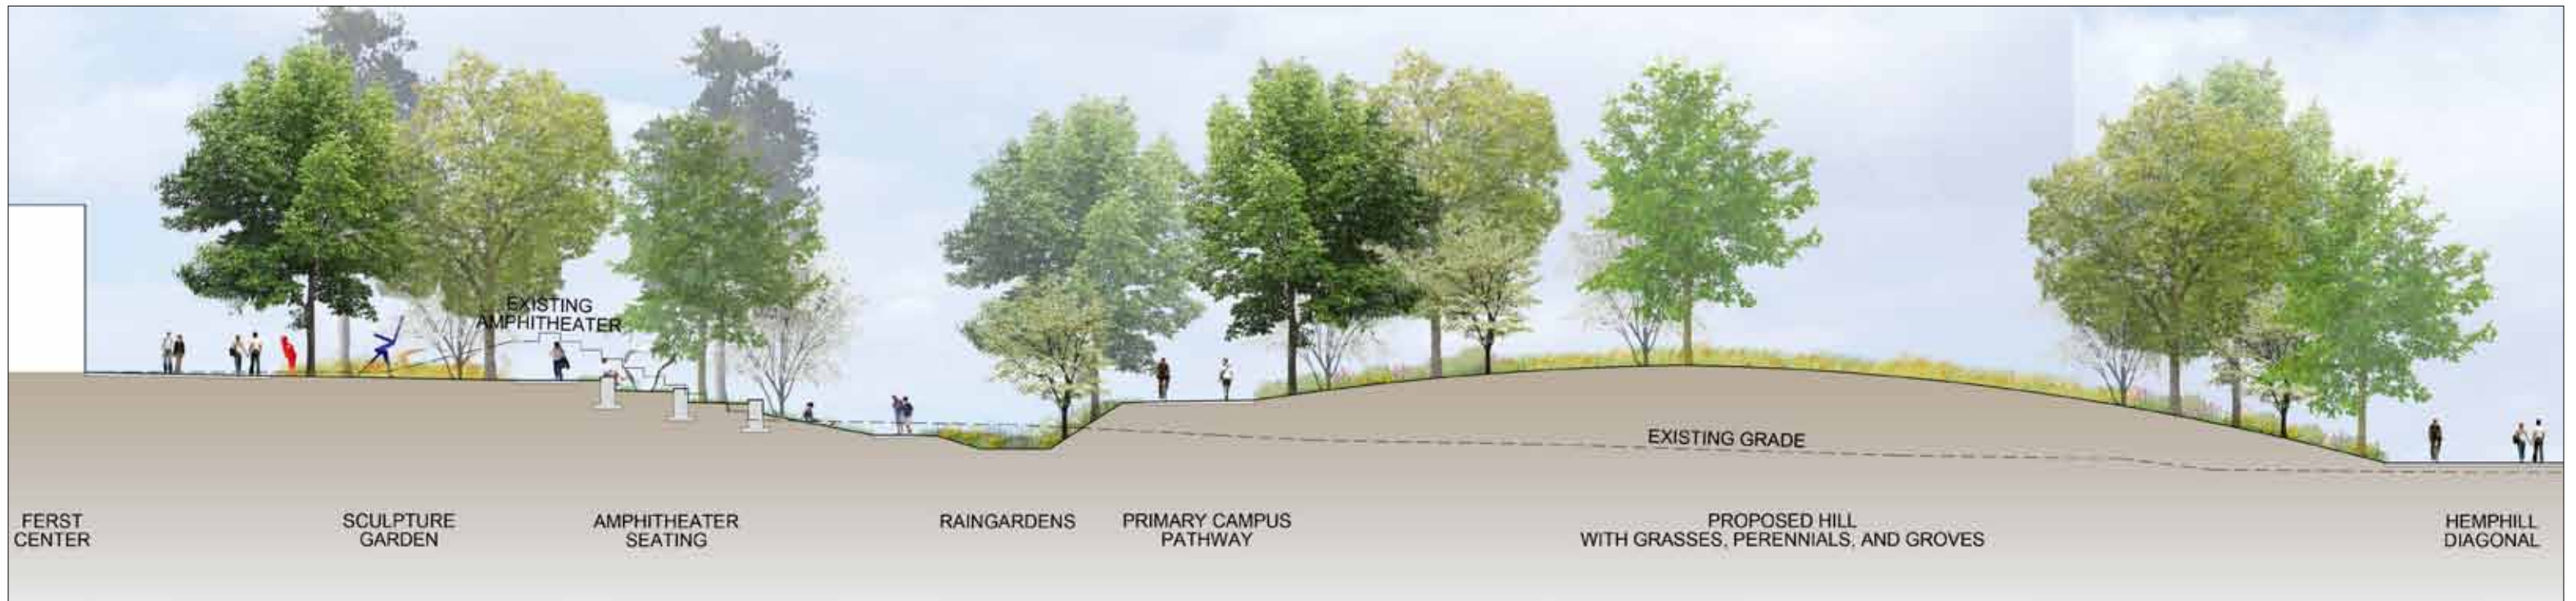 EXISTING
AMPHITHEATER
EXISTING GRADE
FERST
CENTER
SCULPTURE
GARDEN
AMPHITHEATER
SEATING
RAINGARDENS
PRIMARY CAMPUS
PATHWAY
PROPOSED HILL
WITH GRASSES, PERENNIALS, AND GROVES
HEMPHILL
DIAGONAL